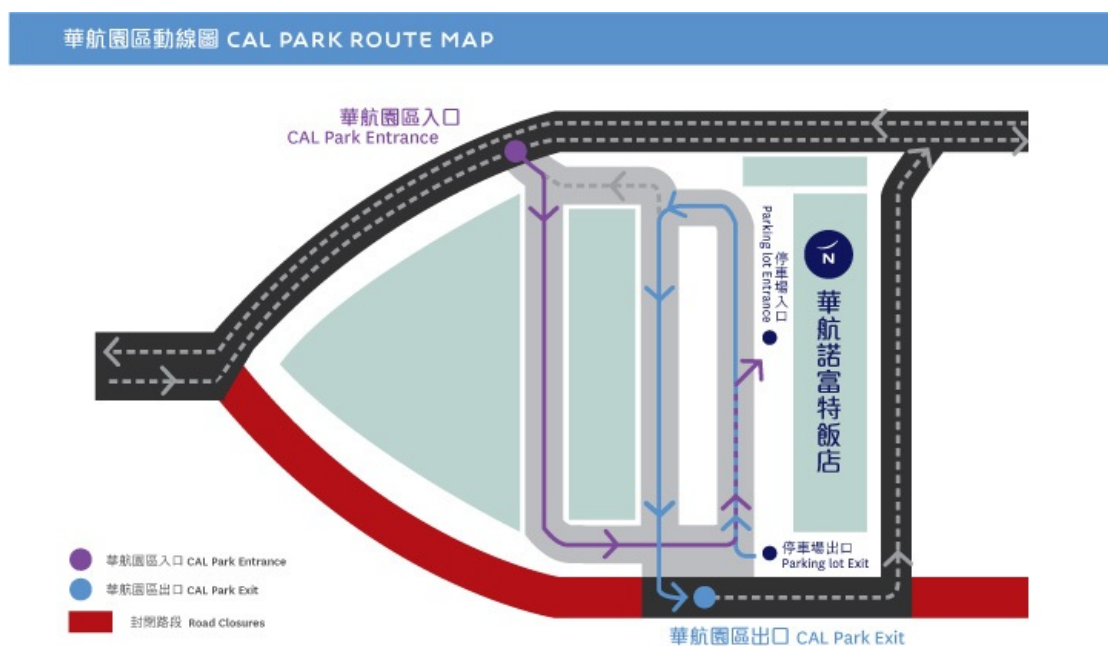 華航園區動線圖 CAL PARK ROUTE MAP
華航園區入口
CAL Park Entrance
停車場入口
Parking lot Entrance
N
華航諾富特飯店
停車場出口
Parking lot Exit
華航園區入口 CAL Park Entrance
華航園區出口 CAL Park Exit
封閉路段 Road Closures
華航園區出口 CAL Park Exit